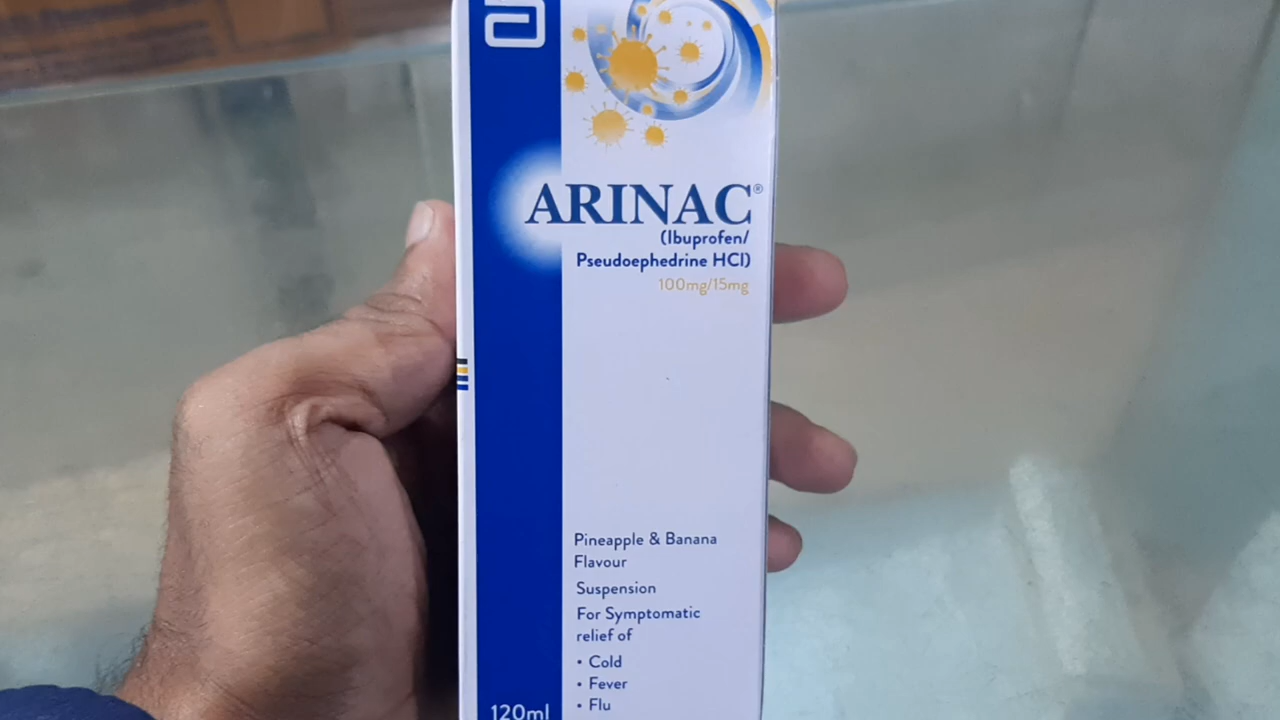 ARINAC®
(Ibuprofen/
Pseudoephedrine HCl)
100mg/15mg
Pineapple & Banana
Flavour
Suspension
For Symptomatic
relief of
• Cold
• Fever
• Flu
120ml